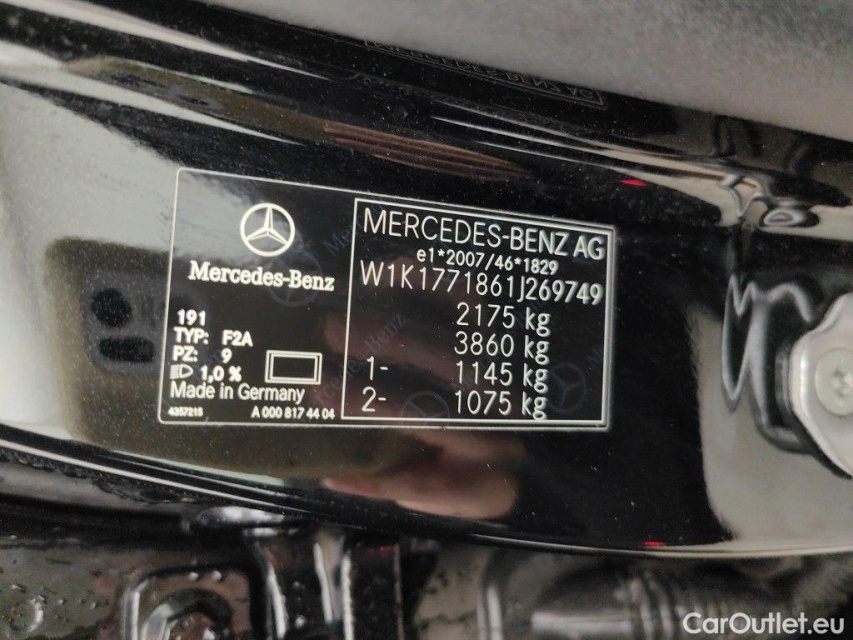 Mercedes-Benz
191
TYP: F2A
PZ: 9
1,0 %
Made in Germany
4357215 A 000 817 44 04
MERCEDES-BENZ AG
e1*2007/46*1829
W1K1771861J269749
2175 kg
3860 kg
1- 1145 kg
2- 1075 kg
CarOutlet.eu